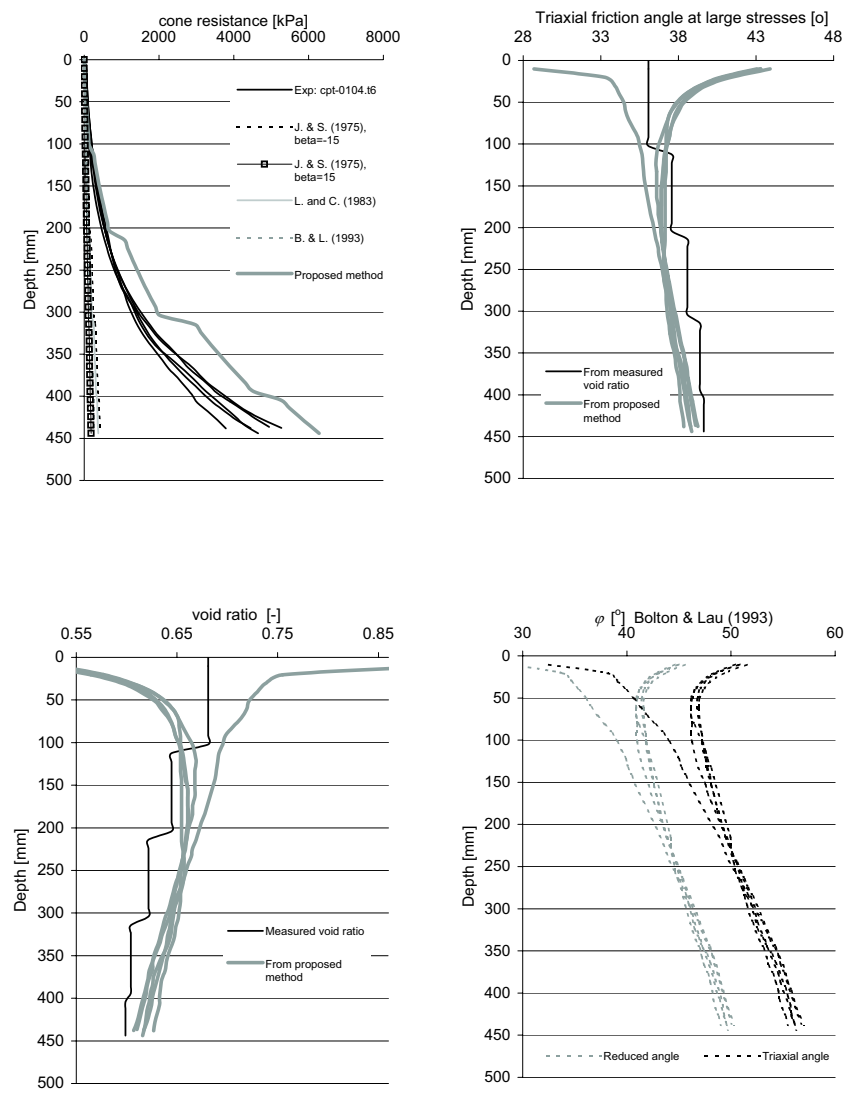 cone resistance [kPa]
0 2000 4000 6000 8000
0
50
100
150
200
250
300
350
400
450
500
Depth [mm]
Exp: cpt-0104.t6
J. & S. (1975),
beta=-15
J. & S. (1975),
beta=15
L. and C. (1983)
B. & L. (1993)
Proposed method
Triaxial friction angle at large stresses [o]
28 33 38 43 48
0
50
100
150
200
250
300
350
400
450
500
Depth [mm]
From measured
void ratio
From proposed
method
void ratio [-]
0.55 0.65 0.75 0.85
0
50
100
150
200
250
300
350
400
450
500
Depth [mm]
Measured void ratio
From proposed
method
φ [º] Bolton & Lau (1993)
30 40 50 60
0
50
100
150
200
250
300
350
400
450
500
Depth [mm]
Reduced angle
Triaxial angle